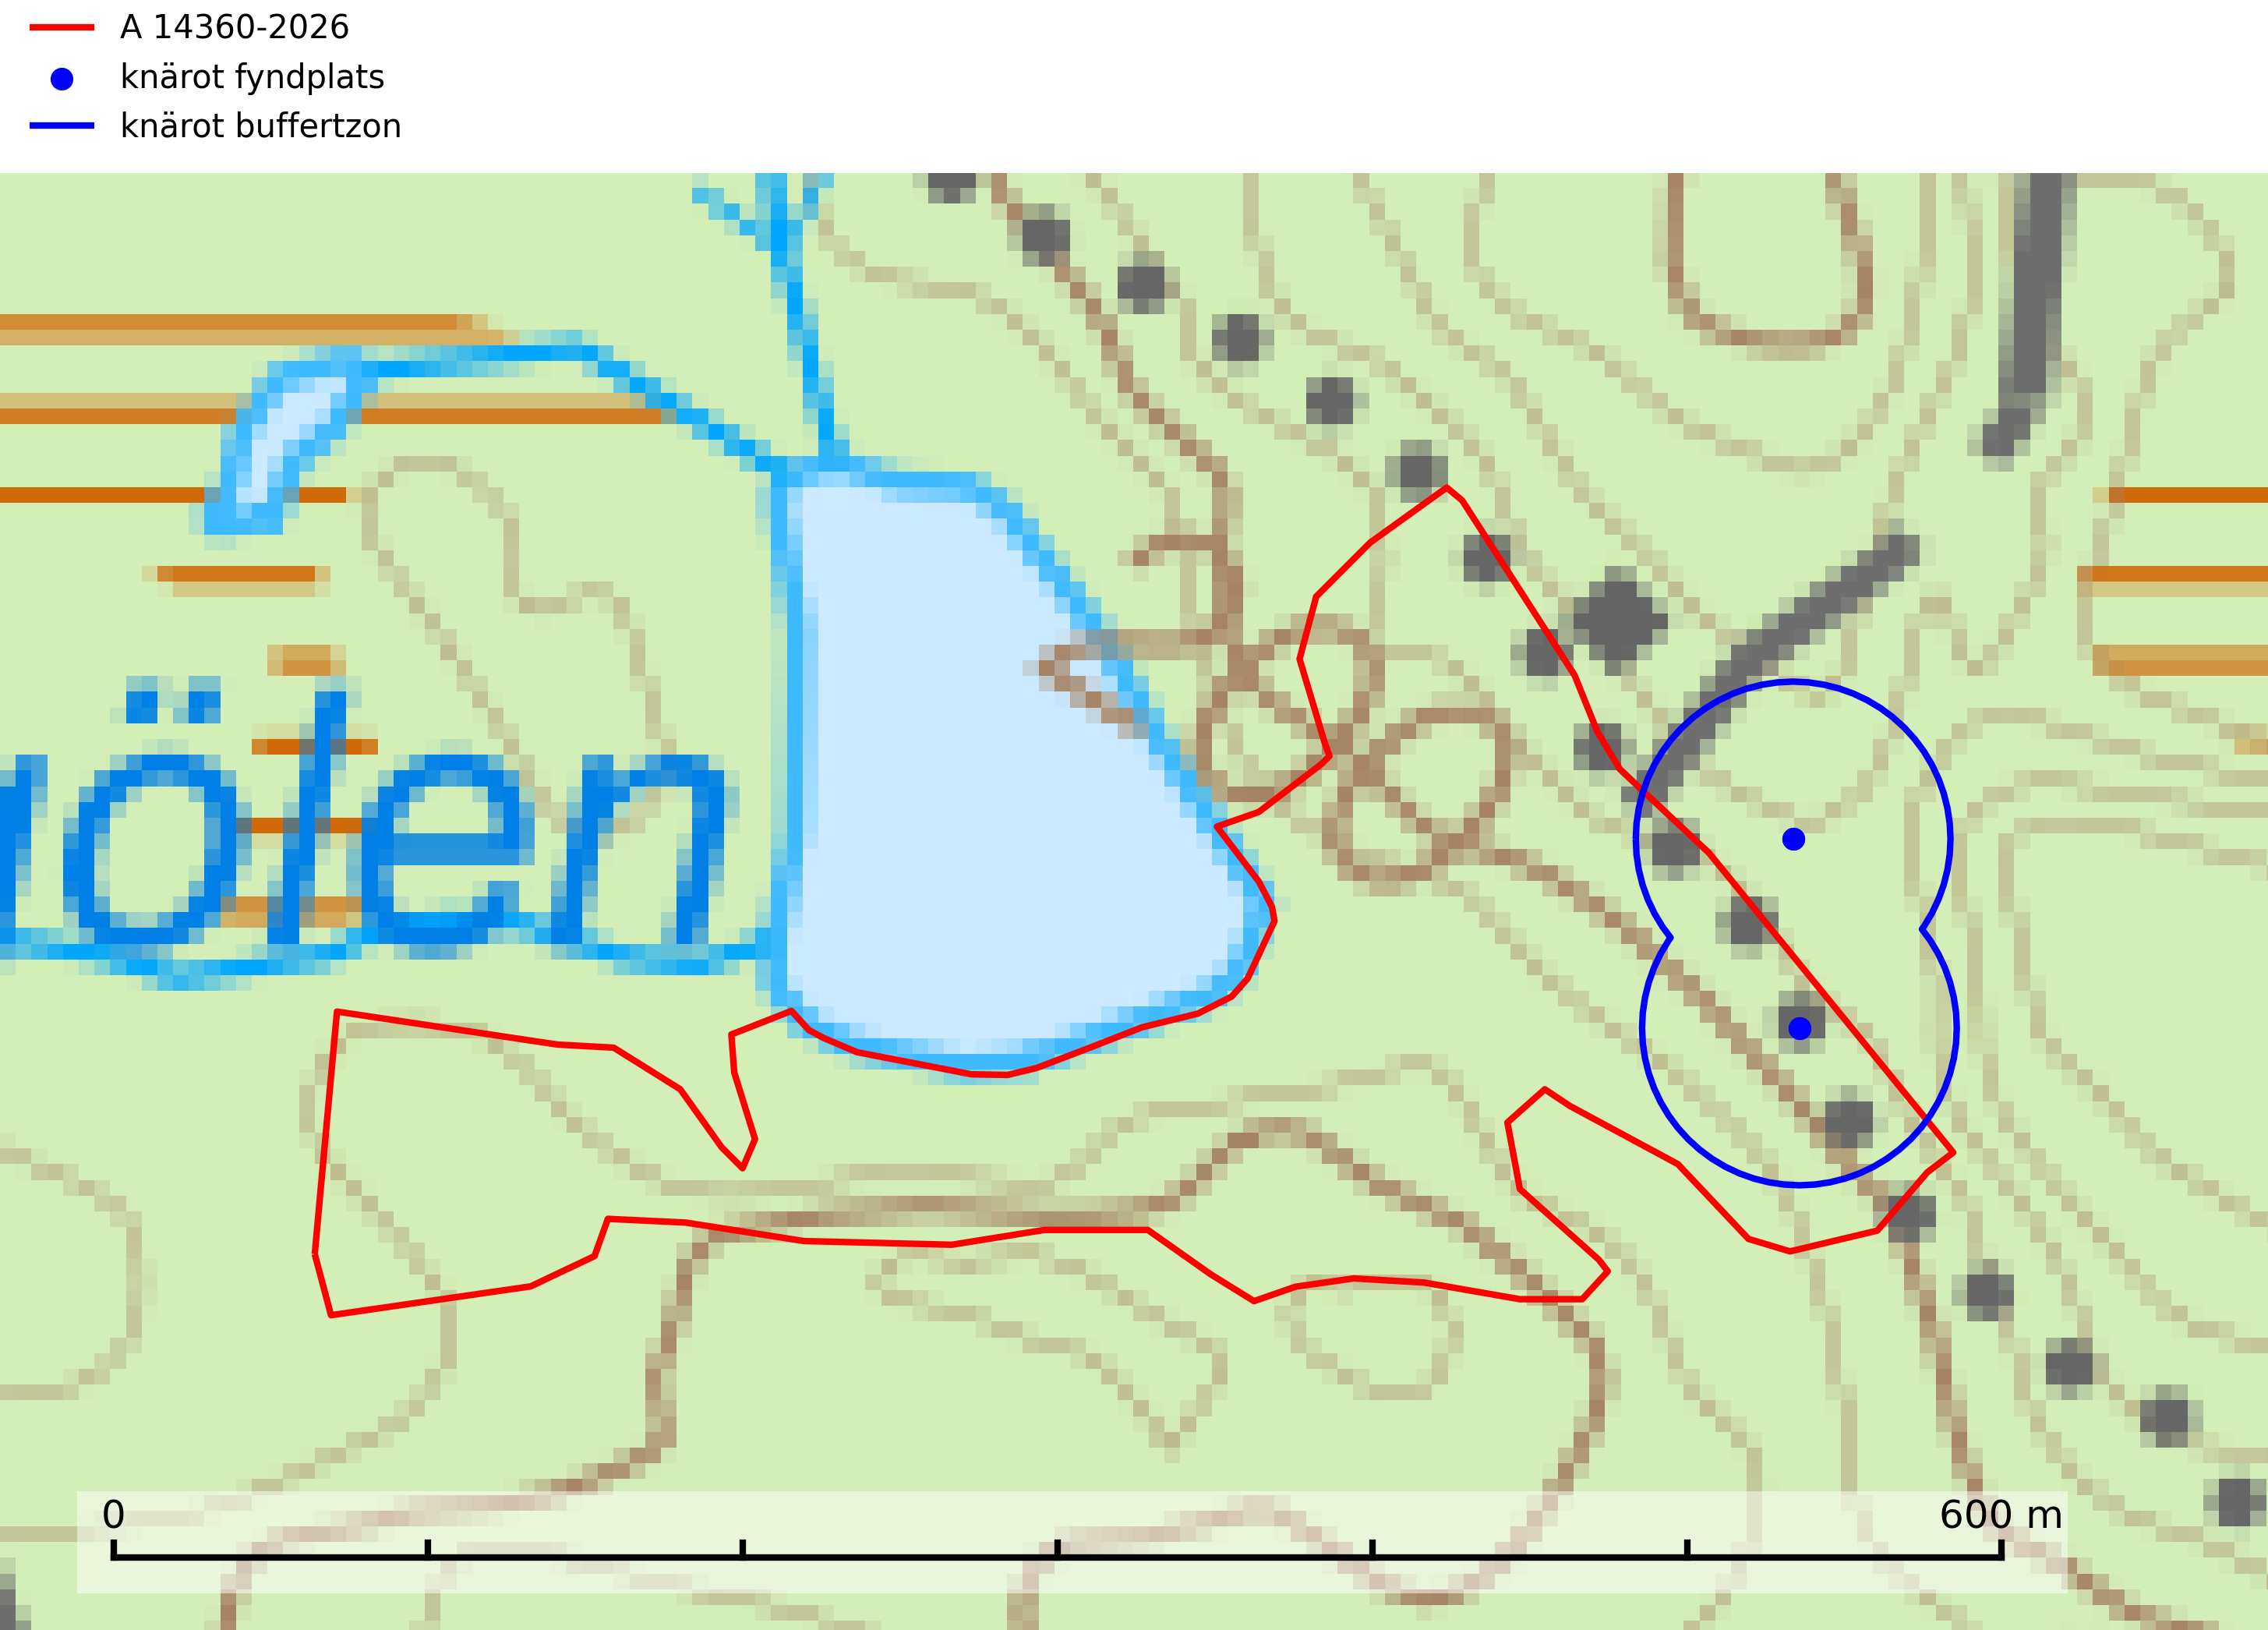 A 14360-2026
knärot fyndplats
knärot buffertzon
0
600 m